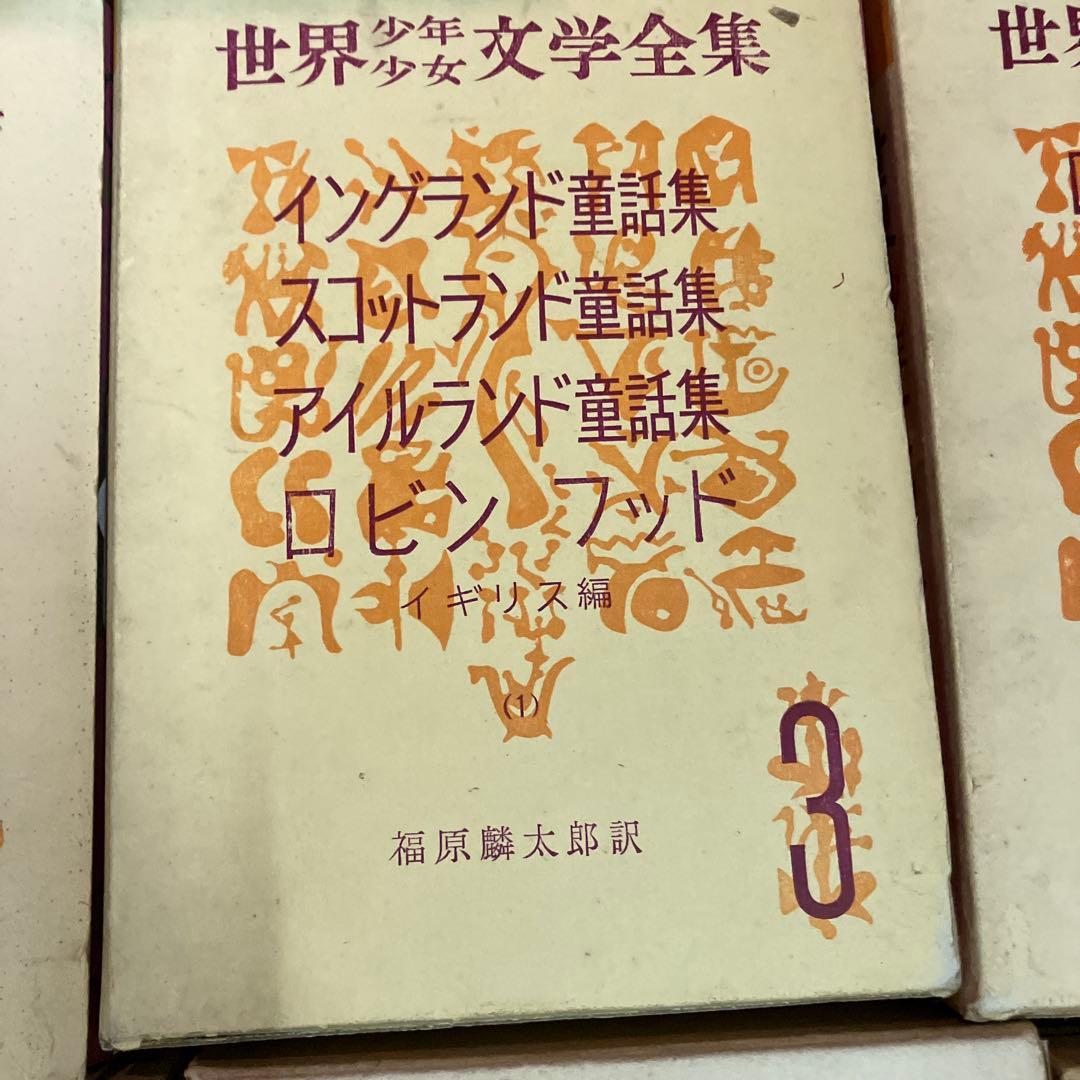 世界少年少女文学全集
イングランド童話集
スコットランド童話集
アイルランド童話集
ロビン フッド
イギリス編
(1)
3
福原麟太郎訳
世界